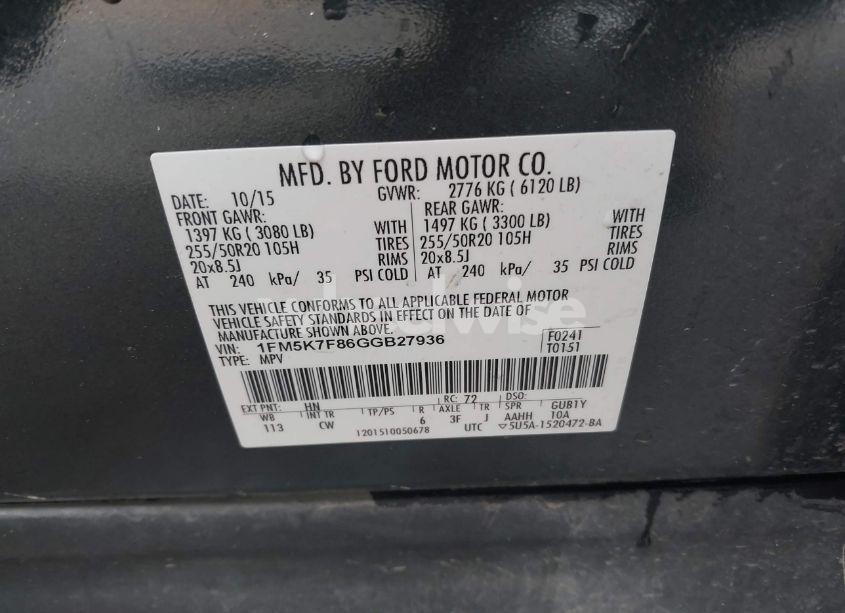 MFD. BY FORD MOTOR CO.
DATE: 10/15 GVWR: 2776 KG ( 6120 LB)
FRONT GAWR: REAR GAWR:
1397 KG ( 3080 LB) WITH 1497 KG ( 3300 LB) WITH
255/50R20 105H TIRES 255/50R20 105H TIRES
20x8.5J RIMS 20x8.5J RIMS
AT 240 kPa/ 35 PSI COLD AT 240 kPa/ 35 PSI COLD
THIS VEHICLE CONFORMS TO ALL APPLICABLE FEDERAL MOTOR
VEHICLE SAFETY STANDARDS IN EFFECT ON THE DATE OF
MANUFACTURE SHOWN ABOVE.
VIN: 1FM5K7F86GGB27936 F0241
TYPE: MPV T0151
EXT PNT: HN RC: 72 DSO:
WB INT TR TP/PS R AXLE TR SPR GUB1Y
113 CW 6 3F J AAHH 10A
1201510050678 UTC ▽5U5A-1520472-BA